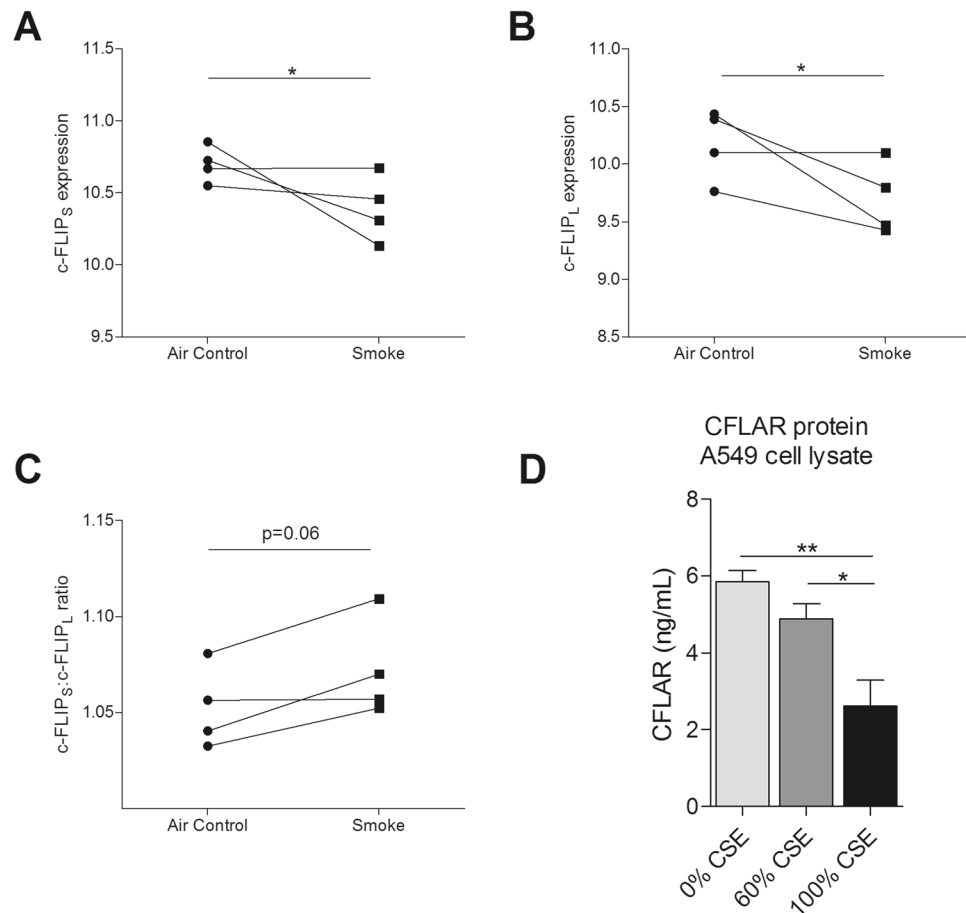 A
11.5
11.0
10.5
10.0
9.5
c-FLIPS expression
*
Air Control
Smoke
B
11.0
10.5
10.0
9.5
9.0
8.5
c-FLIPL expression
*
Air Control
Smoke
C
1.15
1.10
1.05
c-FLIPS:c-FLIPL ratio
p=0.06
Air Control
Smoke
D
CFLAR protein
A549 cell lysate
8
6
4
2
0
CFLAR (ng/mL)
**
*
0% CSE
60% CSE
100% CSE